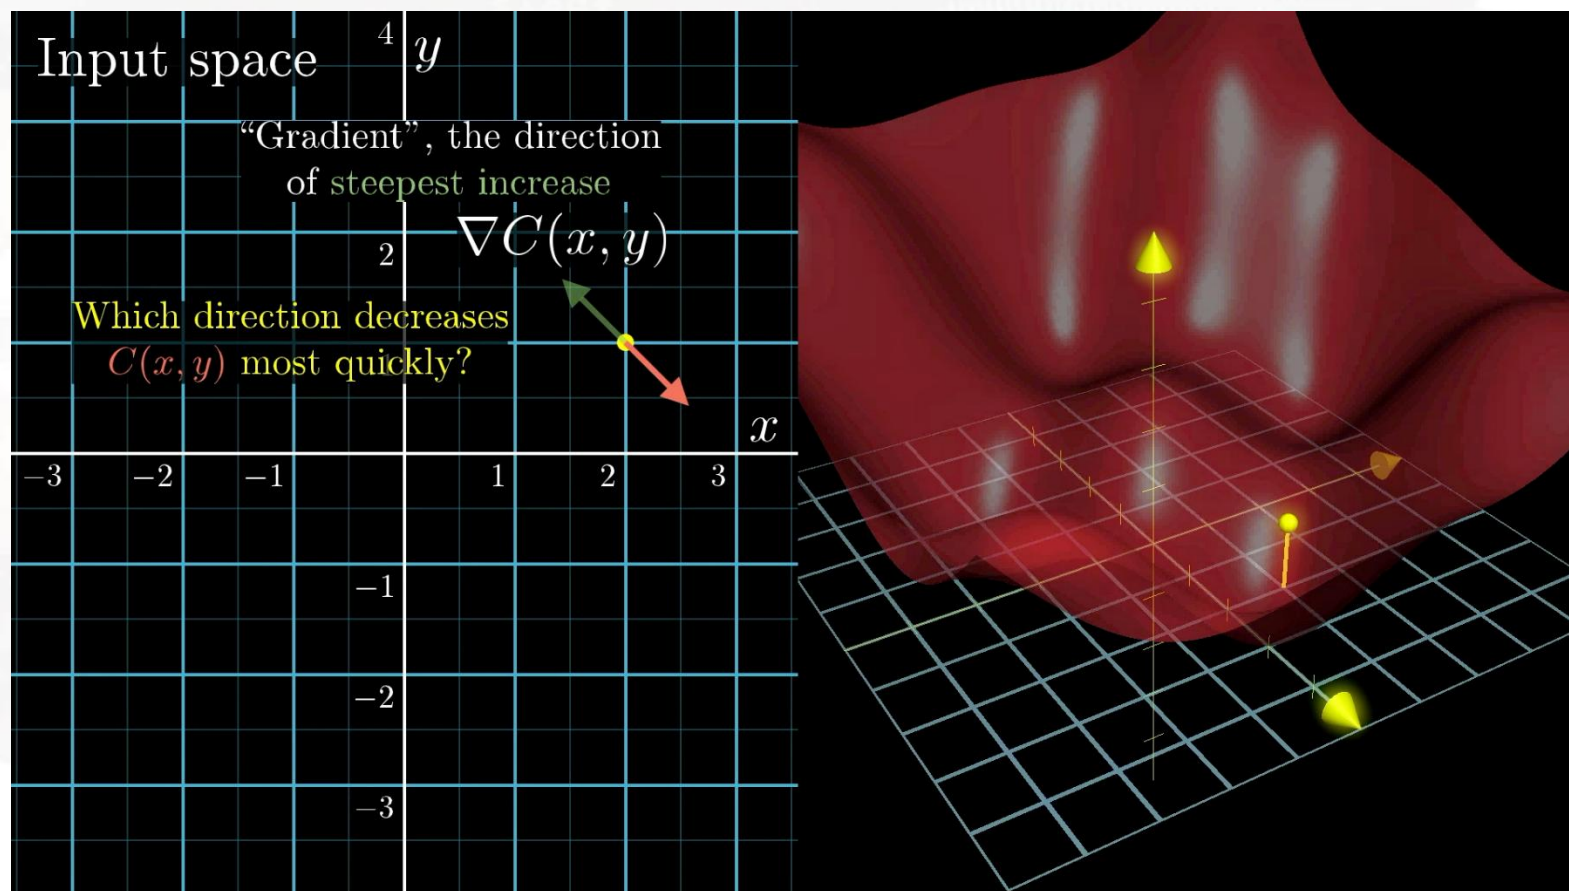 Input space
4
y
“Gradient”, the direction
of steepest increase
∇C(x, y)
2
Which direction decreases
C(x, y) most quickly?
1
x
−3 −2 −1 1 2 3
−1
−2
−3